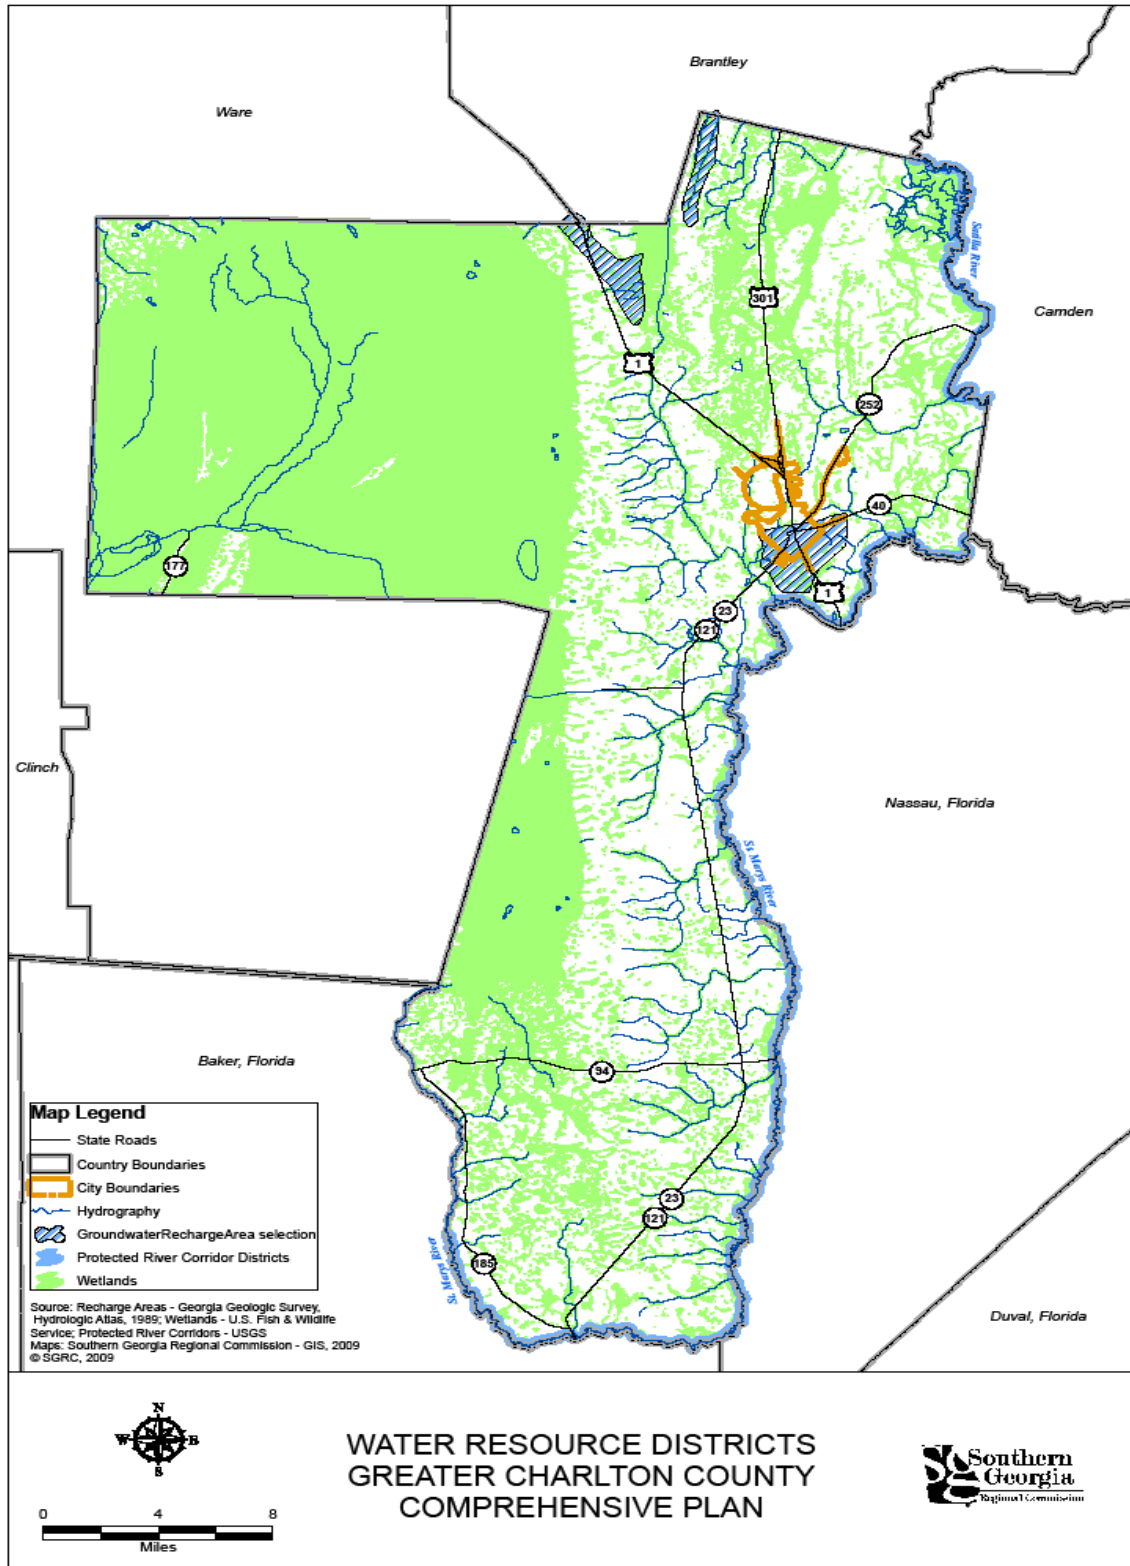 Brantley
Ware
Satilla River
Camden
301
1
252
40
177
1
23
121
Clinch
Nassau, Florida
St Marys River
Baker, Florida
94
Map Legend
State Roads
Country Boundaries
City Boundaries
Hydrography
GroundwaterRechargeArea selection
Protected River Corridor Districts
Wetlands
23
121
St. Marys River
185
Source: Recharge Areas - Georgia Geologic Survey,
Hydrologic Atlas, 1989; Wetlands - U.S. Fish & Wildlife
Service; Protected River Corridors - USGS
Maps: Southern Georgia Regional Commission - GIS, 2009
© SGRC, 2009
Duval, Florida
N
W E
S
0 4 8
Miles
WATER RESOURCE DISTRICTS
GREATER CHARLTON COUNTY
COMPREHENSIVE PLAN
Southern
Georgia
Regional Commission